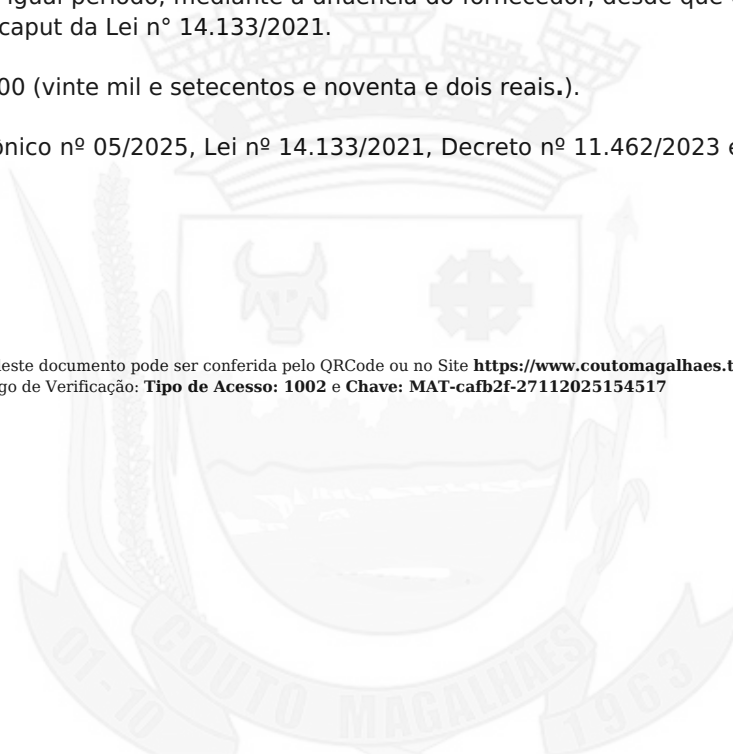 igual período, mediante a anuência do fornecedor, desde que
caput da Lei n° 14.133/2021.
00 (vinte mil e setecentos e noventa e dois reais.).
ônico nº 05/2025, Lei nº 14.133/2021, Decreto nº 11.462/2023 e
deste documento pode ser conferida pelo QRCode ou no Site https://www.coutomagalhaes.t
go de Verificação: Tipo de Acesso: 1002 e Chave: MAT-cafb2f-27112025154517
01-10 COUTO MAGALHÃES 1963